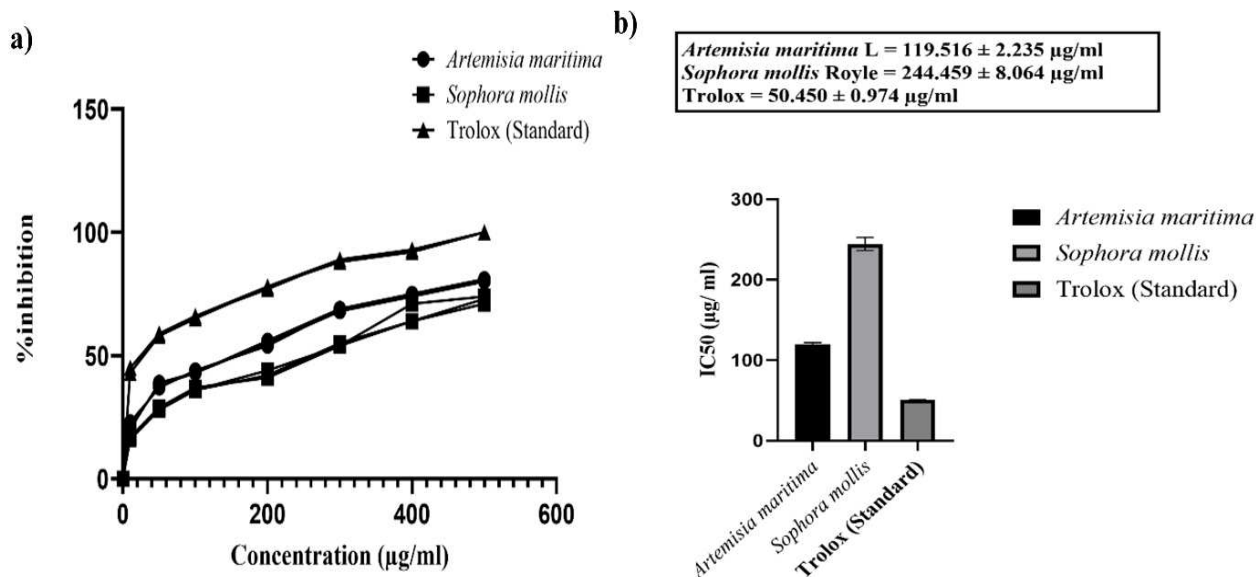 a)
Artemisia maritima
Sophora mollis
Trolox (Standard)
150
100
50
0
%inhibition
0
200
400
600
Concentration (µg/ml)
b)
Artemisia maritima L = 119.516 ± 2.235 µg/ml
Sophora mollis Royle = 244.459 ± 8.064 µg/ml
Trolox = 50.450 ± 0.974 µg/ml
300
200
100
0
IC50 (µg/ ml)
Artemisia maritima
Sophora mollis
Trolox (Standard)
Artemisia maritima
Sophora mollis
Trolox (Standard)